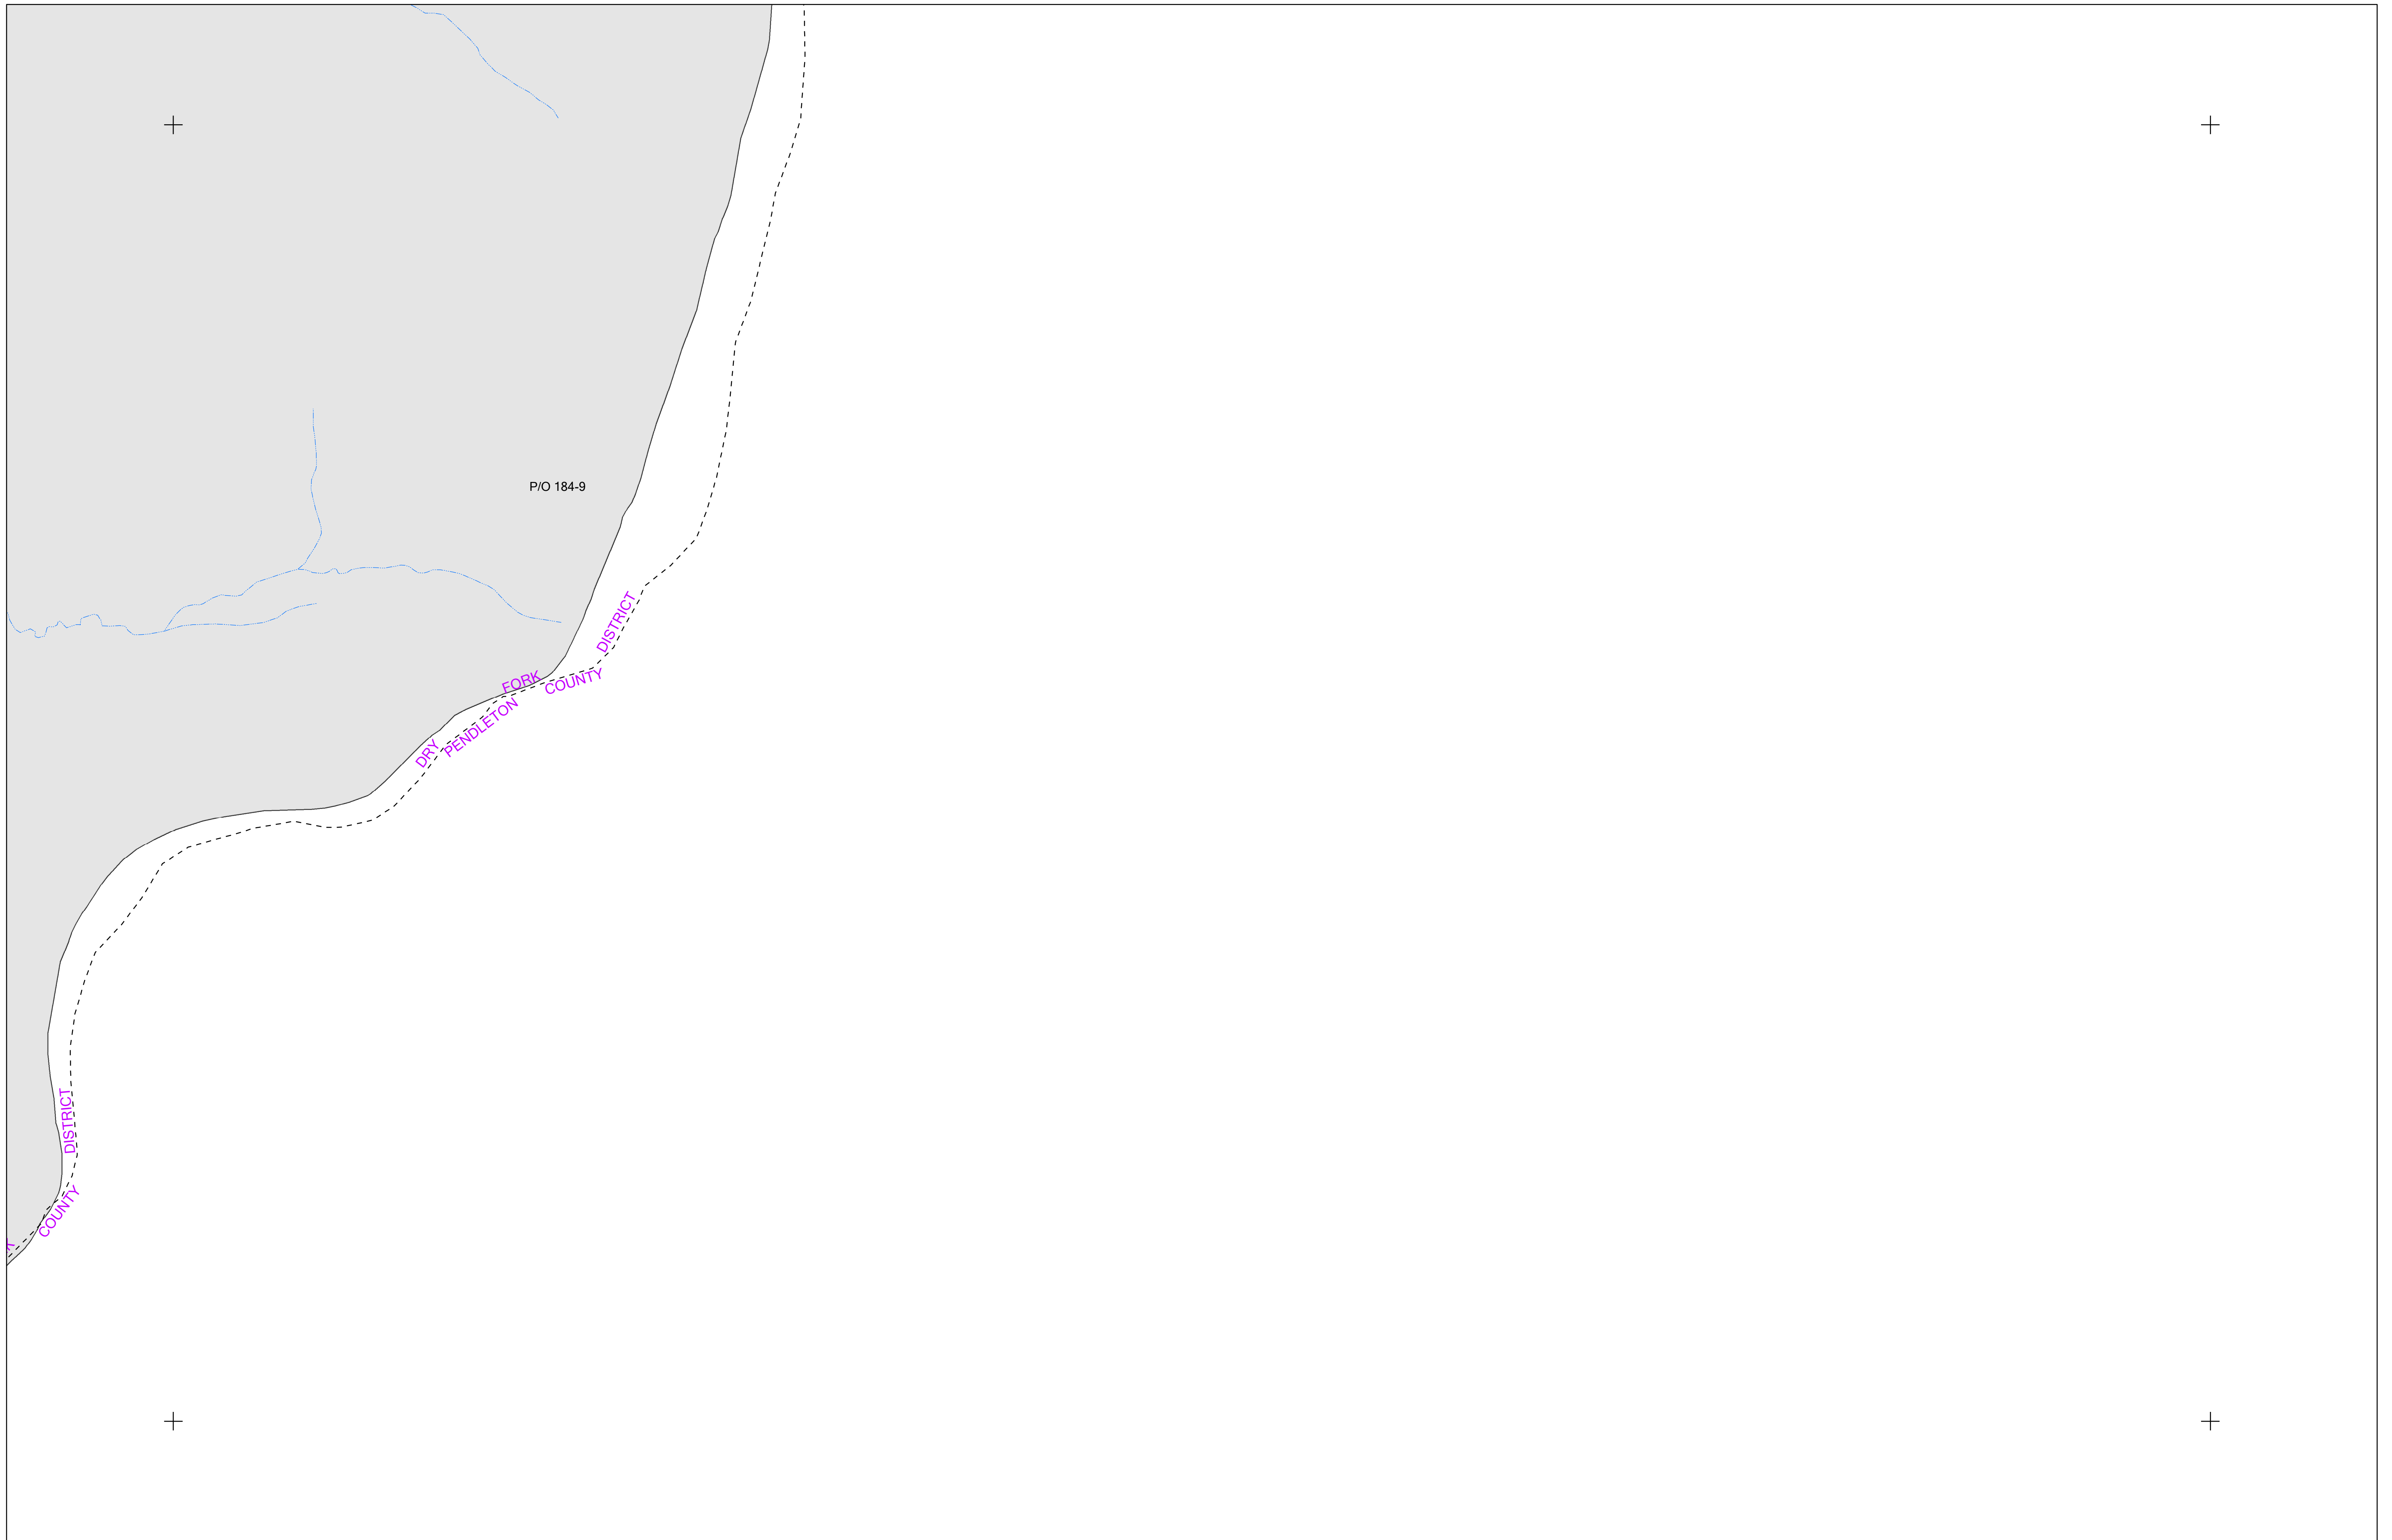 P/O 184-9
DRY FORK DISTRICT
PENDLETON COUNTY
DISTRICT
COUNTY